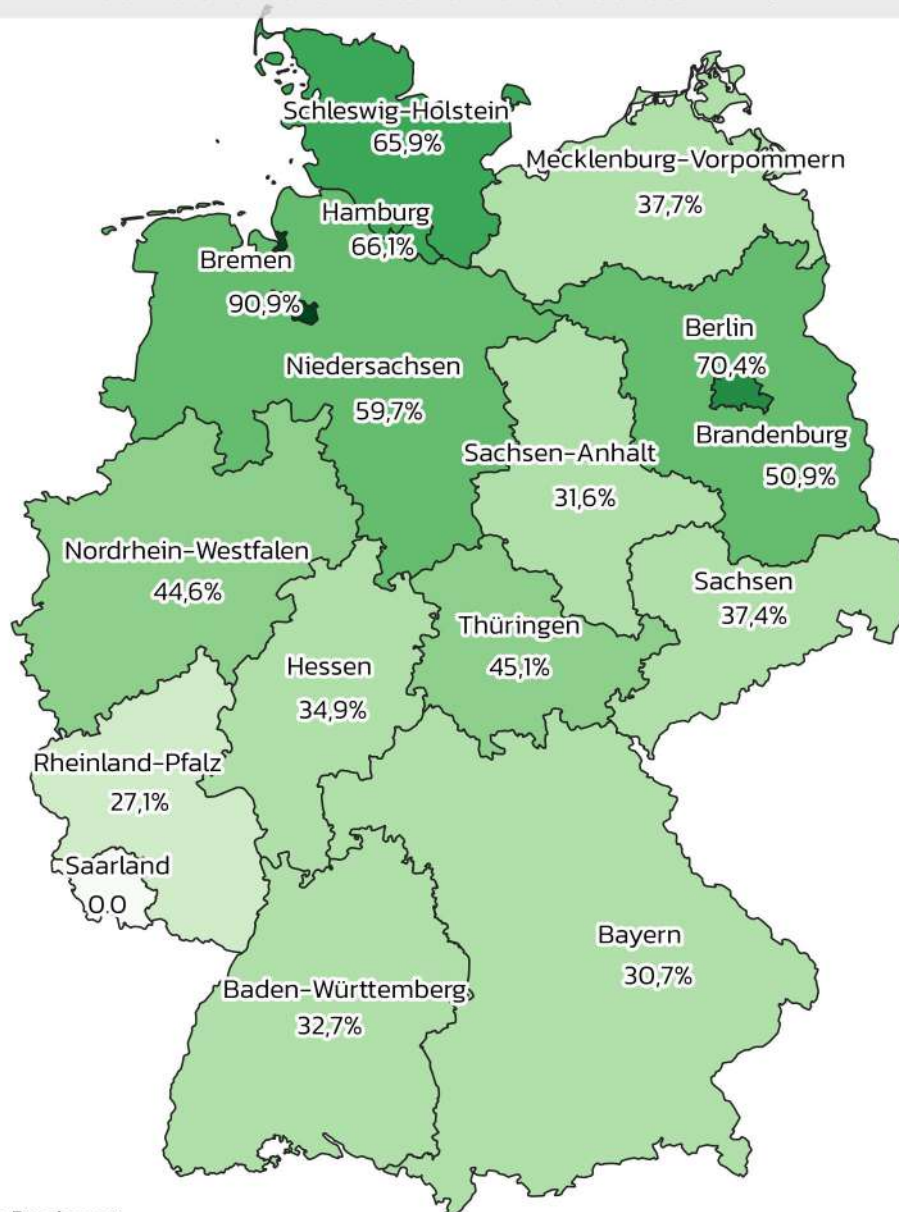 Schleswig-Holstein
65,9%
Mecklenburg-Vorpommern
37,7%
Hamburg
66,1%
Bremen
90,9%
Berlin
70,4%
Niedersachsen
59,7%
Brandenburg
50,9%
Sachsen-Anhalt
31,6%
Nordrhein-Westfalen
44,6%
Sachsen
37,4%
Thüringen
45,1%
Hessen
34,9%
Rheinland-Pfalz
27,1%
Saarland
0.0
Bayern
30,7%
Baden-Württemberg
32,7%